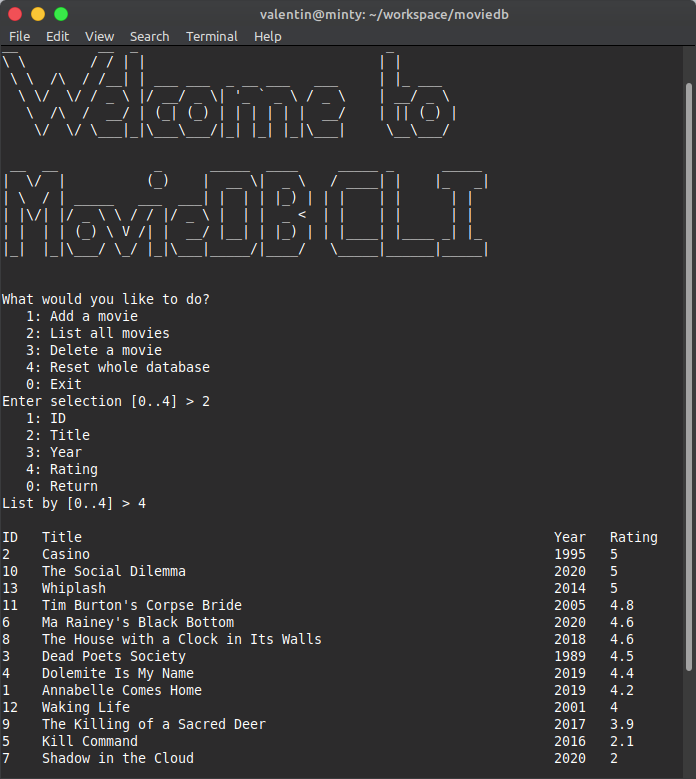 valentin@minty: ~/workspace/moviedb
File Edit View Search Terminal Help
Welcome to
MovieDB CLI
What would you like to do?
1: Add a movie
2: List all movies
3: Delete a movie
4: Reset whole database
0: Exit
Enter selection [0..4] > 2
1: ID
2: Title
3: Year
4: Rating
0: Return
List by [0..4] > 4
ID Title Year Rating
2 Casino 1995 5
10 The Social Dilemma 2020 5
13 Whiplash 2014 5
11 Tim Burton's Corpse Bride 2005 4.8
6 Ma Rainey's Black Bottom 2020 4.6
8 The House with a Clock in Its Walls 2018 4.6
3 Dead Poets Society 1989 4.5
4 Dolemite Is My Name 2019 4.4
1 Annabelle Comes Home 2019 4.2
12 Waking Life 2001 4
9 The Killing of a Sacred Deer 2017 3.9
5 Kill Command 2016 2.1
7 Shadow in the Cloud 2020 2